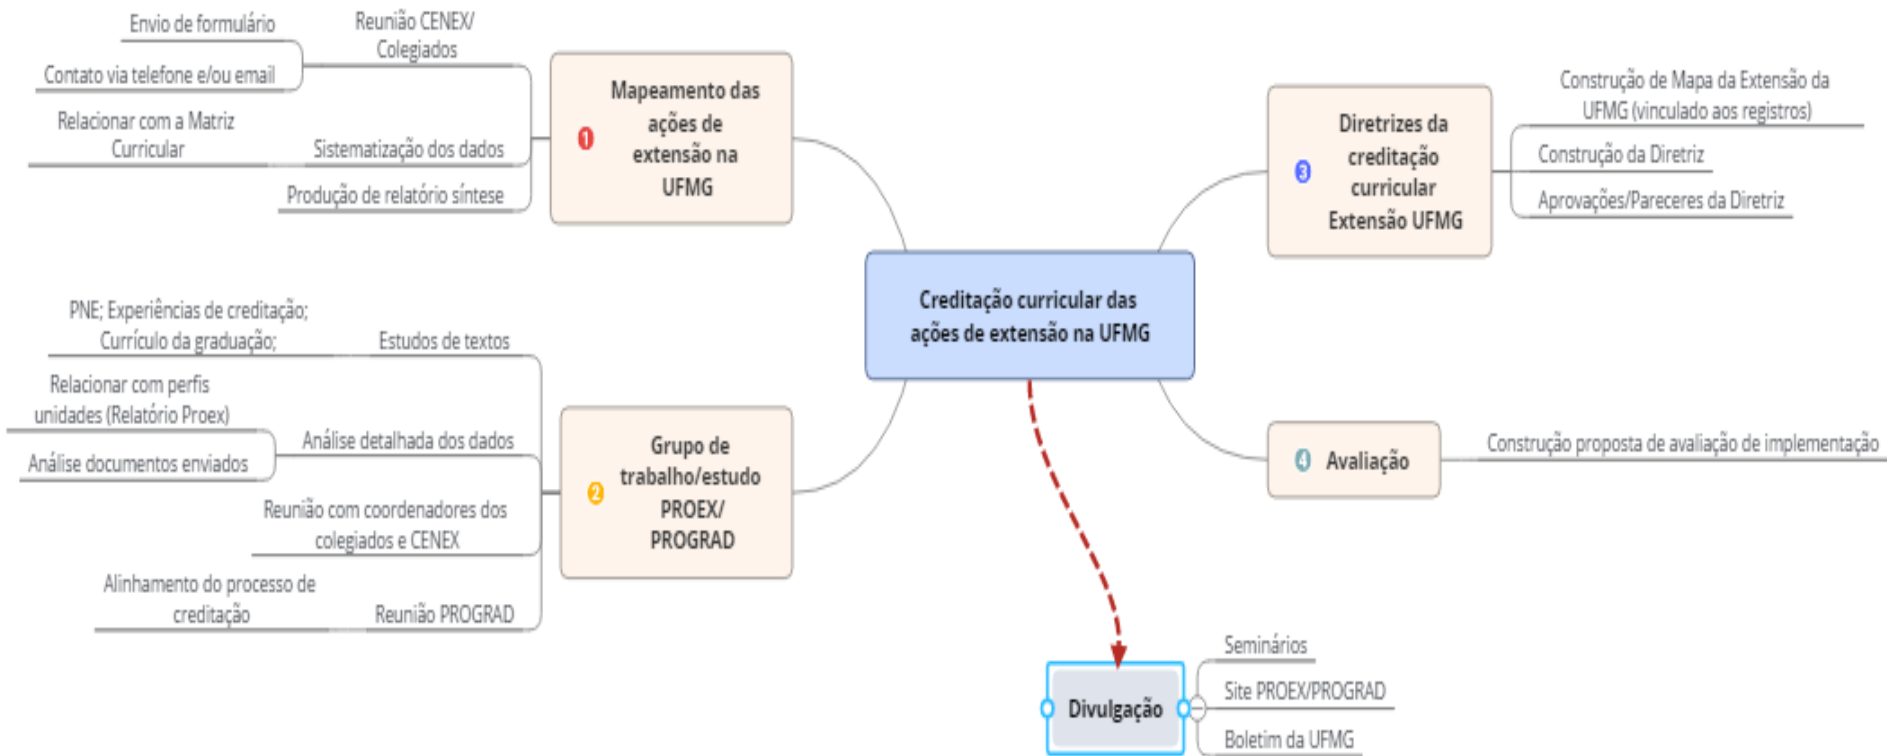 Envio de formulário
Contato via telefone e/ou email
Reunião CENEX/
Colegiados
Relacionar com a Matriz
Curricular
Sistematização dos dados
Produção de relatório síntese
1
Mapeamento das
ações de
extensão na
UFMG
PNE; Experiências de creditação;
Currículo da graduação;
Estudos de textos
Relacionar com perfis
unidades (Relatório Proex)
Análise documentos enviados
Análise detalhada dos dados
Reunião com coordenadores dos
colegiados e CENEX
Alinhamento do processo de
creditação
Reunião PROGRAD
2
Grupo de
trabalho/estudo
PROEX/
PROGRAD
Creditação curricular das
ações de extensão na UFMG
3
Diretrizes da
creditação
curricular
Extensão UFMG
Construção de Mapa da Extensão da
UFMG (vinculado aos registros)
Construção da Diretriz
Aprovações/Pareceres da Diretriz
4
Avaliação
Construção proposta de avaliação de implementação
Divulgação
Seminários
Site PROEX/PROGRAD
Boletim da UFMG